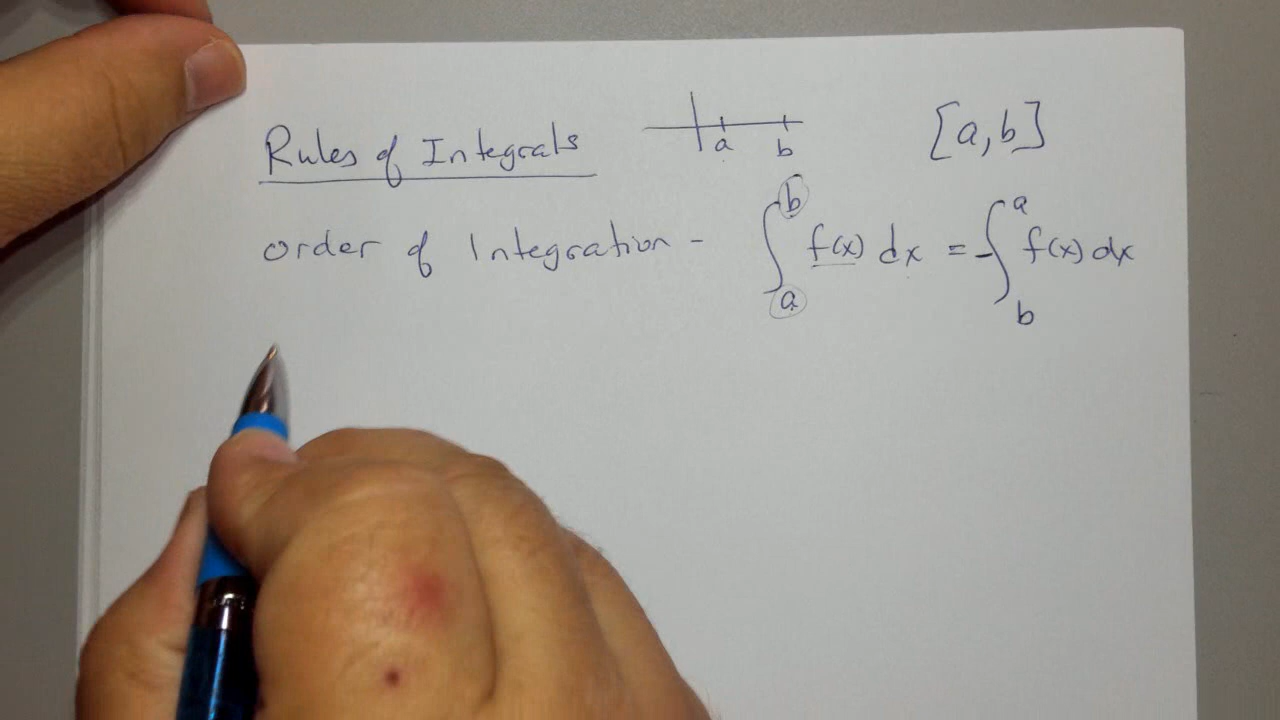 Rules of Integrals a b [a,b]
order of Integration - ∫_a^b f(x) dx = -∫_b^a f(x) dx